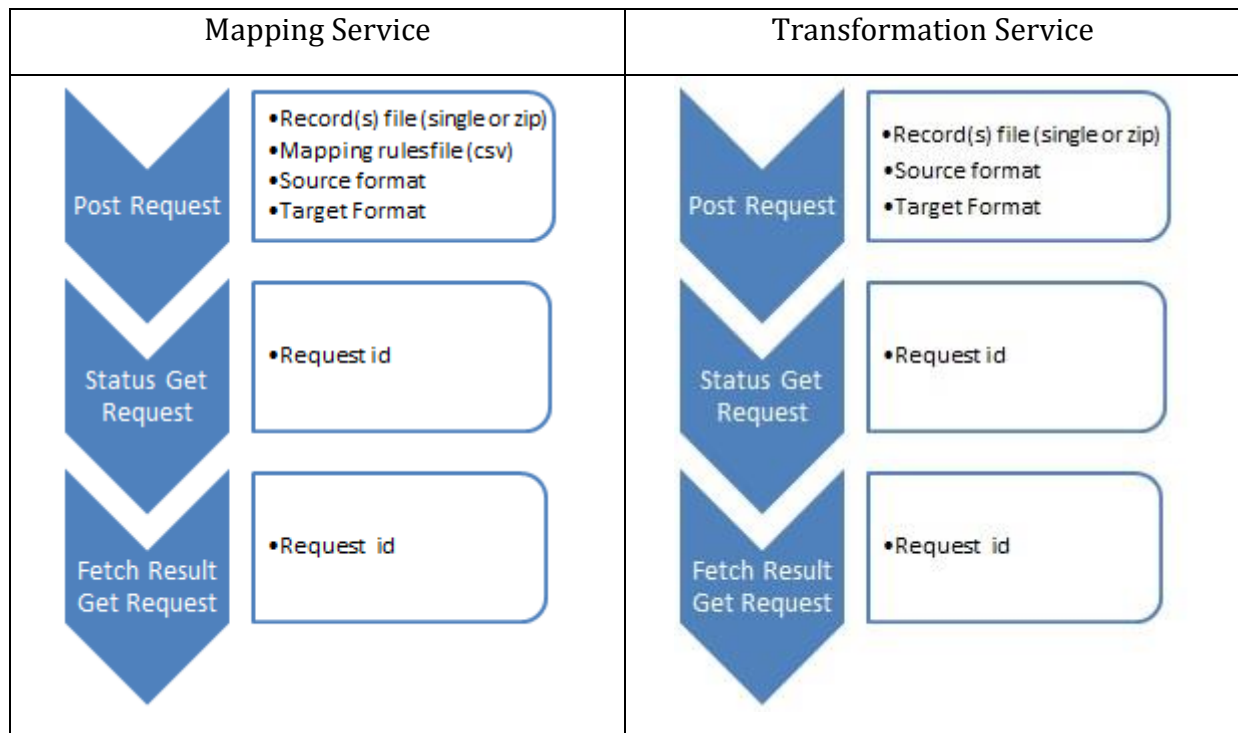 Mapping Service
Transformation Service
Post Request
•Record(s) file (single or zip)
•Mapping rulesfile (csv)
•Source format
•Target Format
Status Get
Request
•Request id
Fetch Result
Get Request
•Request id
Post Request
•Record(s) file (single or zip)
•Source format
•Target Format
Status Get
Request
•Request id
Fetch Result
Get Request
•Request id